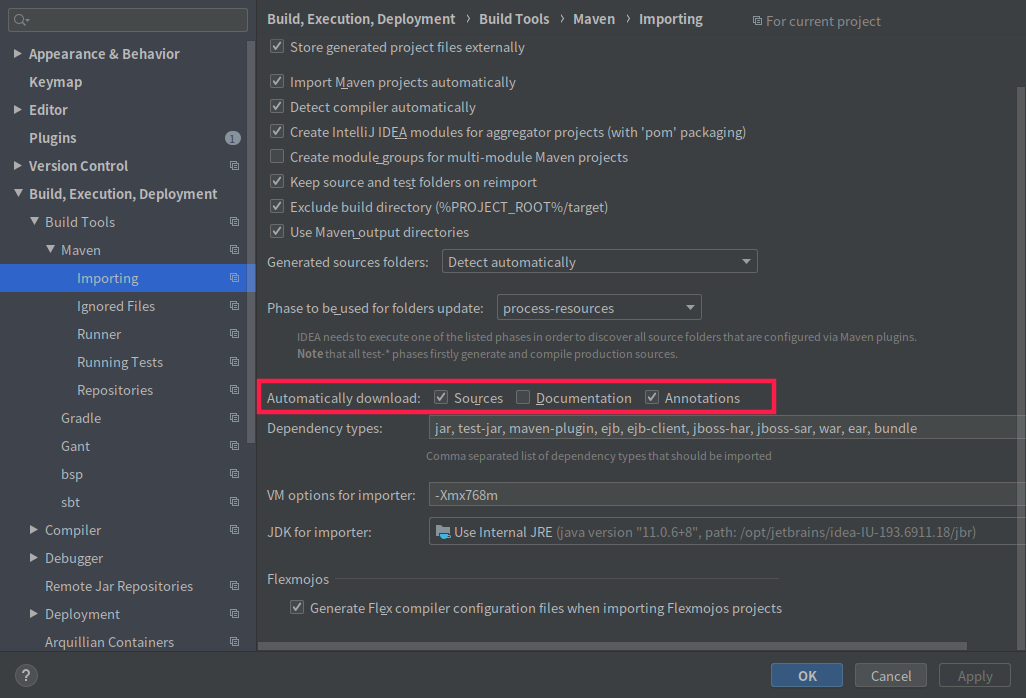 Appearance & Behavior
Keymap
Editor
Plugins
1
Version Control
Build, Execution, Deployment
Build Tools
Maven
Importing
Ignored Files
Runner
Running Tests
Repositories
Gradle
Gant
bsp
sbt
Compiler
Debugger
Remote Jar Repositories
Deployment
Arquillian Containers
?
Build, Execution, Deployment › Build Tools › Maven › Importing
For current project
Store generated project files externally
Import Maven projects automatically
Detect compiler automatically
Create IntelliJ IDEA modules for aggregator projects (with 'pom' packaging)
Create module groups for multi-module Maven projects
Keep source and test folders on reimport
Exclude build directory (%PROJECT_ROOT%/target)
Use Maven output directories
Generated sources folders: Detect automatically
Phase to be used for folders update: process-resources
IDEA needs to execute one of the listed phases in order to discover all source folders that are configured via Maven plugins.
Note that all test-* phases firstly generate and compile production sources.
Automatically download: Sources Documentation Annotations
Dependency types: jar, test-jar, maven-plugin, ejb, ejb-client, jboss-har, jboss-sar, war, ear, bundle
Comma separated list of dependency types that should be imported
VM options for importer: -Xmx768m
JDK for importer: Use Internal JRE (java version "11.0.6+8", path: /opt/jetbrains/idea-IU-193.6911.18/jbr)
Flexmojos
Generate Flex compiler configuration files when importing Flexmojos projects
OK Cancel Apply